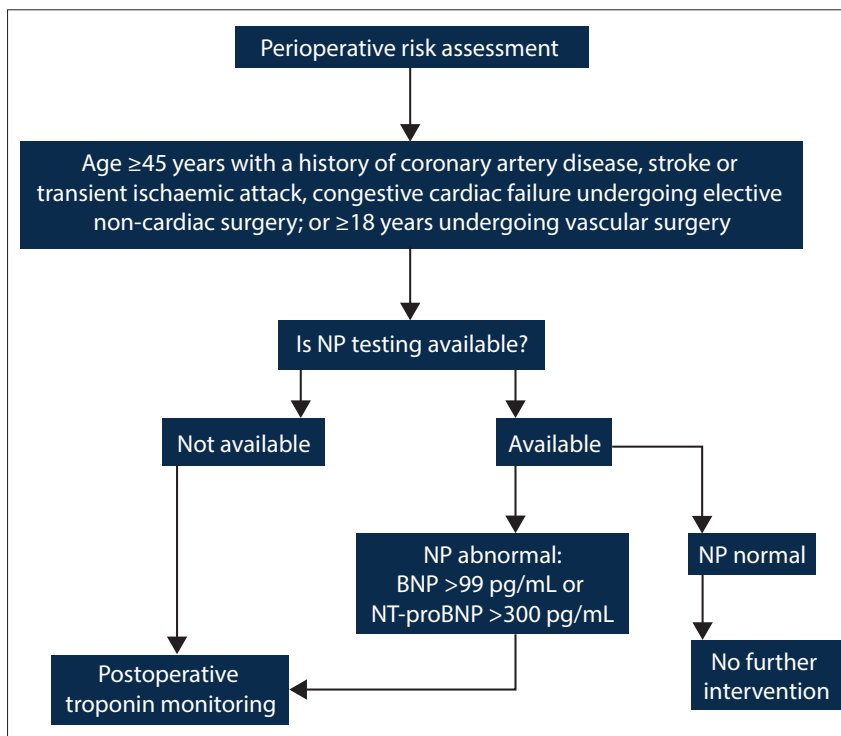 Perioperative risk assessment
Age ≥45 years with a history of coronary artery disease, stroke or
transient ischaemic attack, congestive cardiac failure undergoing elective
non-cardiac surgery; or ≥18 years undergoing vascular surgery
Is NP testing available?
Not available
Available
NP abnormal:
BNP >99 pg/mL or
NT-proBNP >300 pg/mL
NP normal
Postoperative
troponin monitoring
No further
intervention